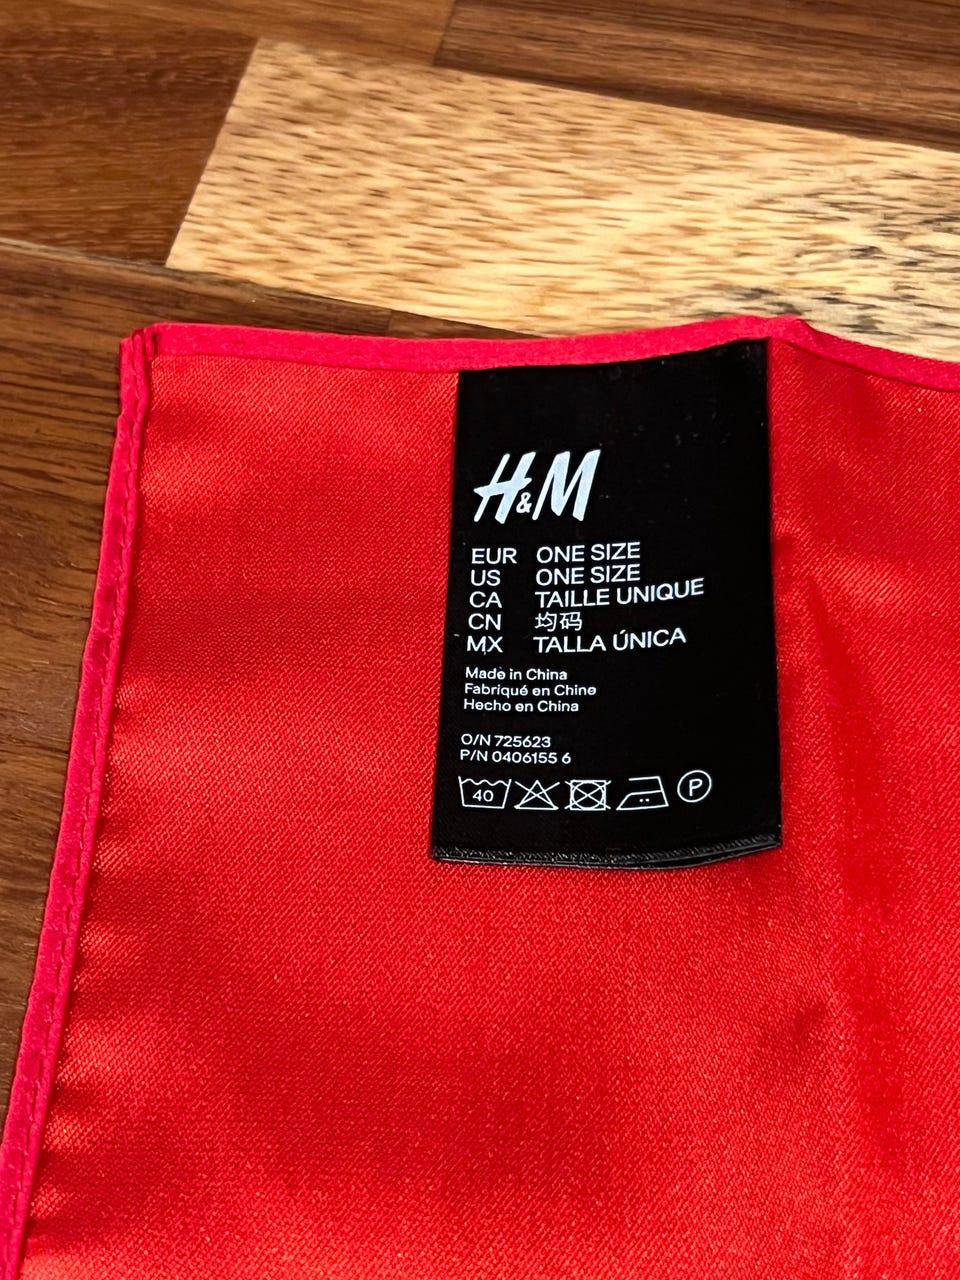 H&M
EUR ONE SIZE
US ONE SIZE
CA TAILLE UNIQUE
CN 均码
MX TALLA ÚNICA
Made in China
Fabriqué en Chine
Hecho en China
O/N 725623
P/N 0406155 6
40 P